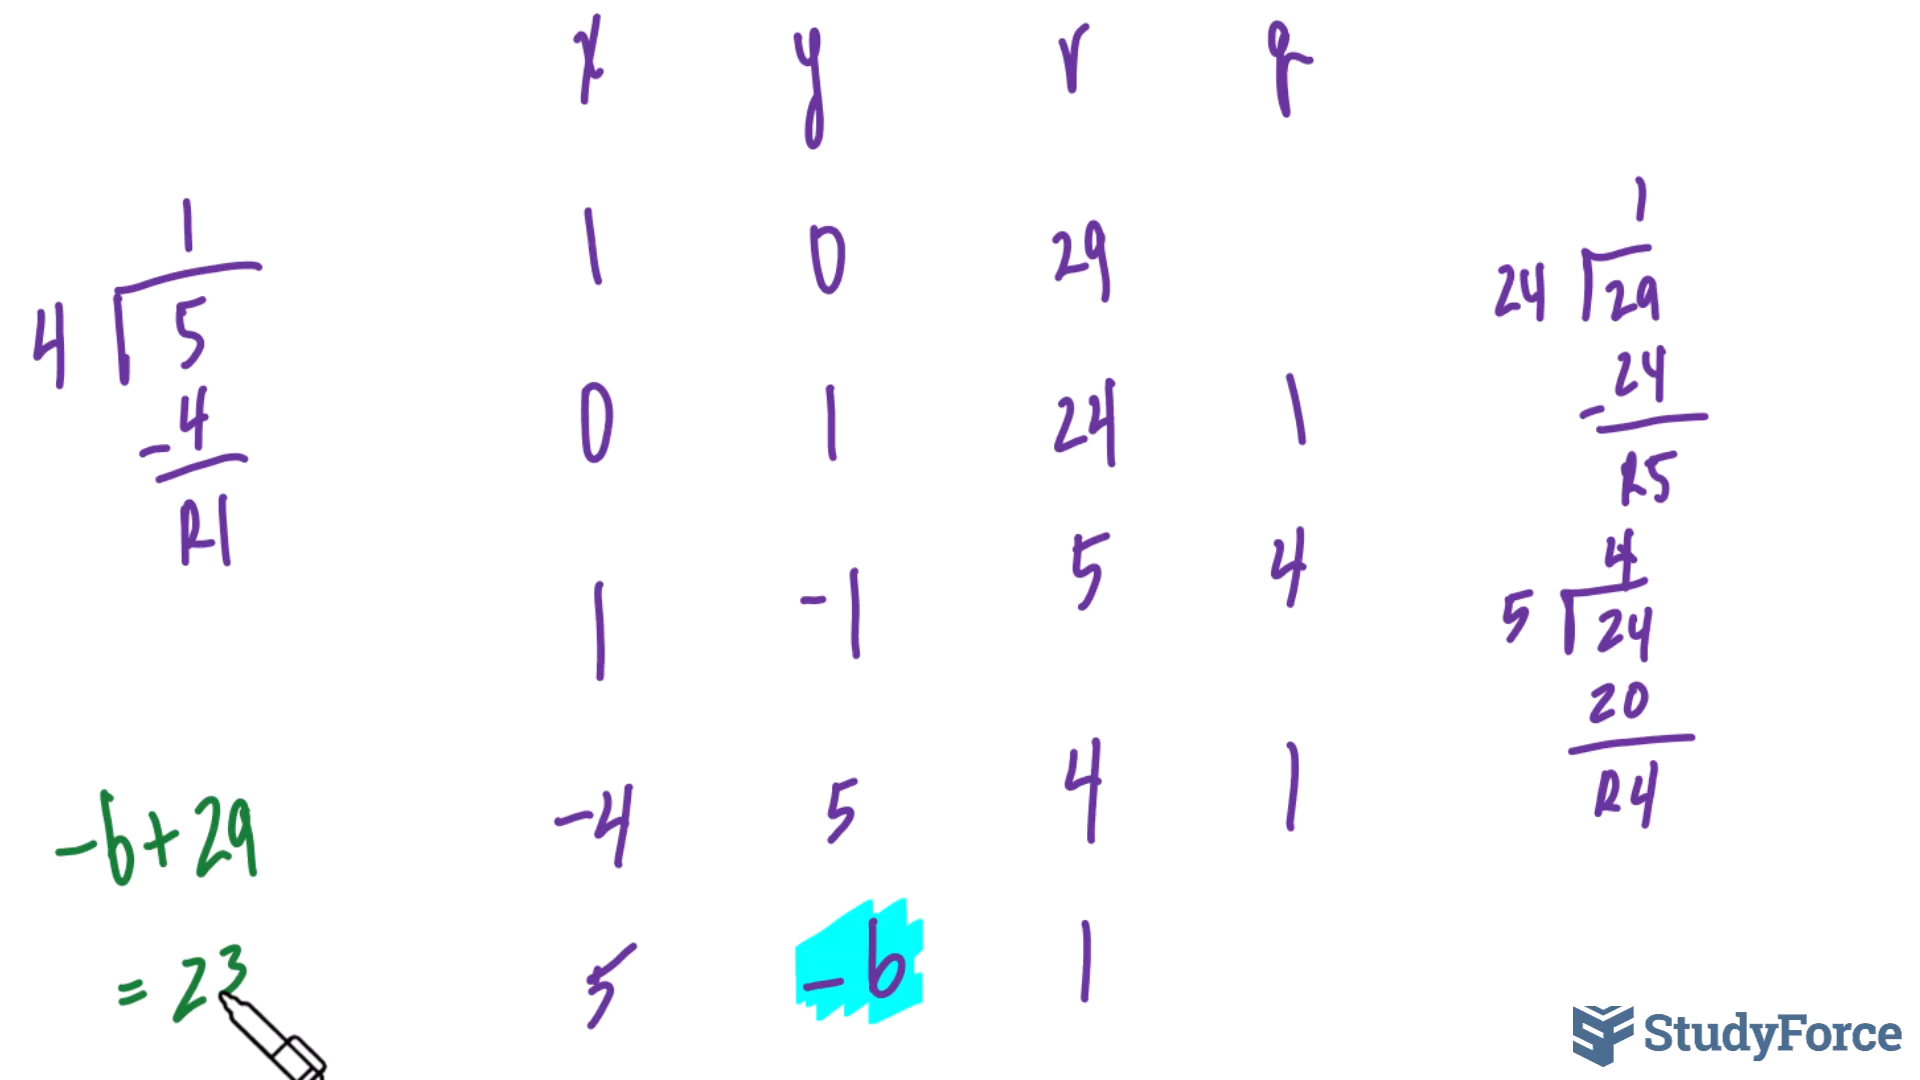 x y r q
1 0 29
0 1 24 1
1 -1 5 4
-4 5 4 1
5 -6 1
1
4 5
-4
R1
-6+29
= 23
1
24 29
-24
R5
4
5 24
20
R4
StudyForce